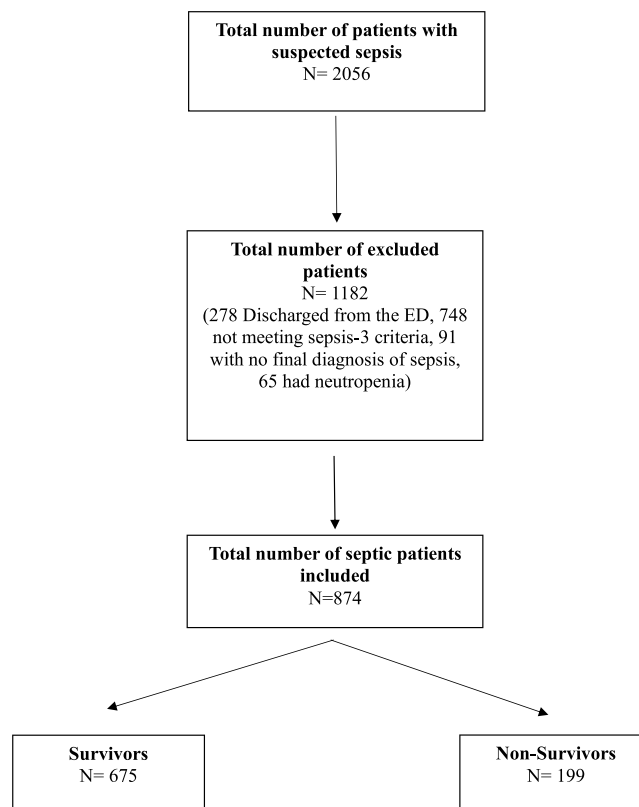 Total number of patients with
suspected sepsis
N= 2056
Total number of excluded
patients
N= 1182
(278 Discharged from the ED, 748
not meeting sepsis-3 criteria, 91
with no final diagnosis of sepsis,
65 had neutropenia)
Total number of septic patients
included
N=874
Survivors
N= 675
Non-Survivors
N= 199